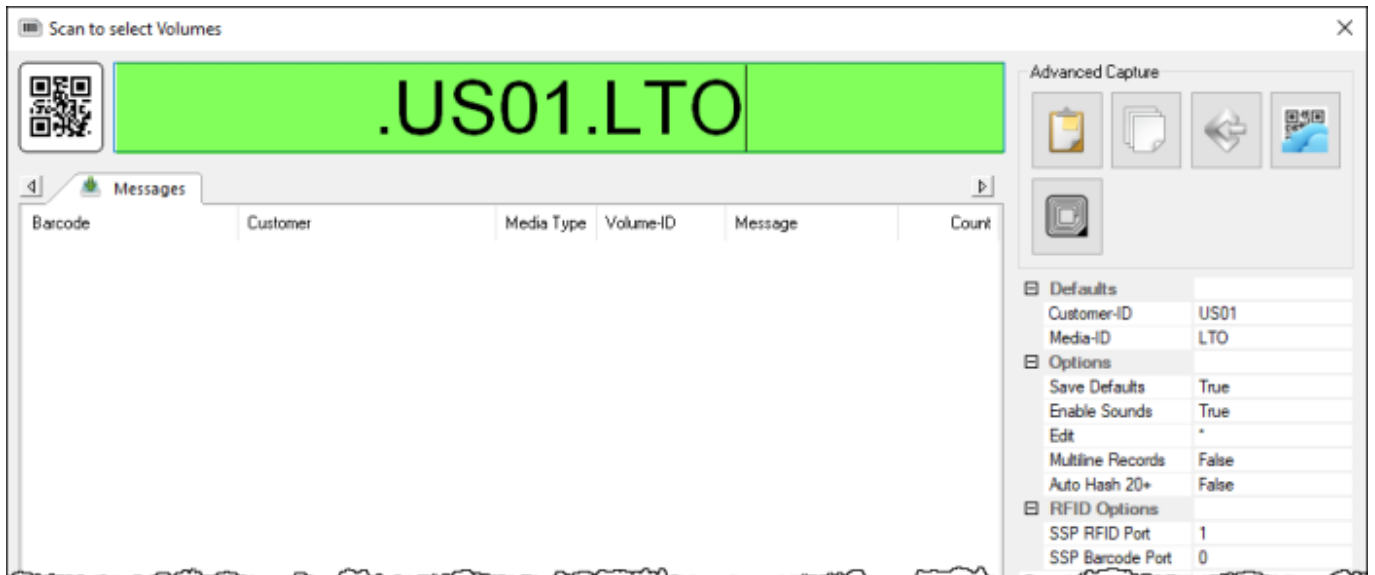 Scan to select Volumes
.US01.LTO
Messages
Barcode Customer Media Type Volume-ID Message Count
Advanced Capture
Defaults
Customer-ID US01
Media-ID LTO
Options
Save Defaults True
Enable Sounds True
Edit *
Multiline Records False
Auto Hash 20+ False
RFID Options
SSP RFID Port 1
SSP Barcode Port 0